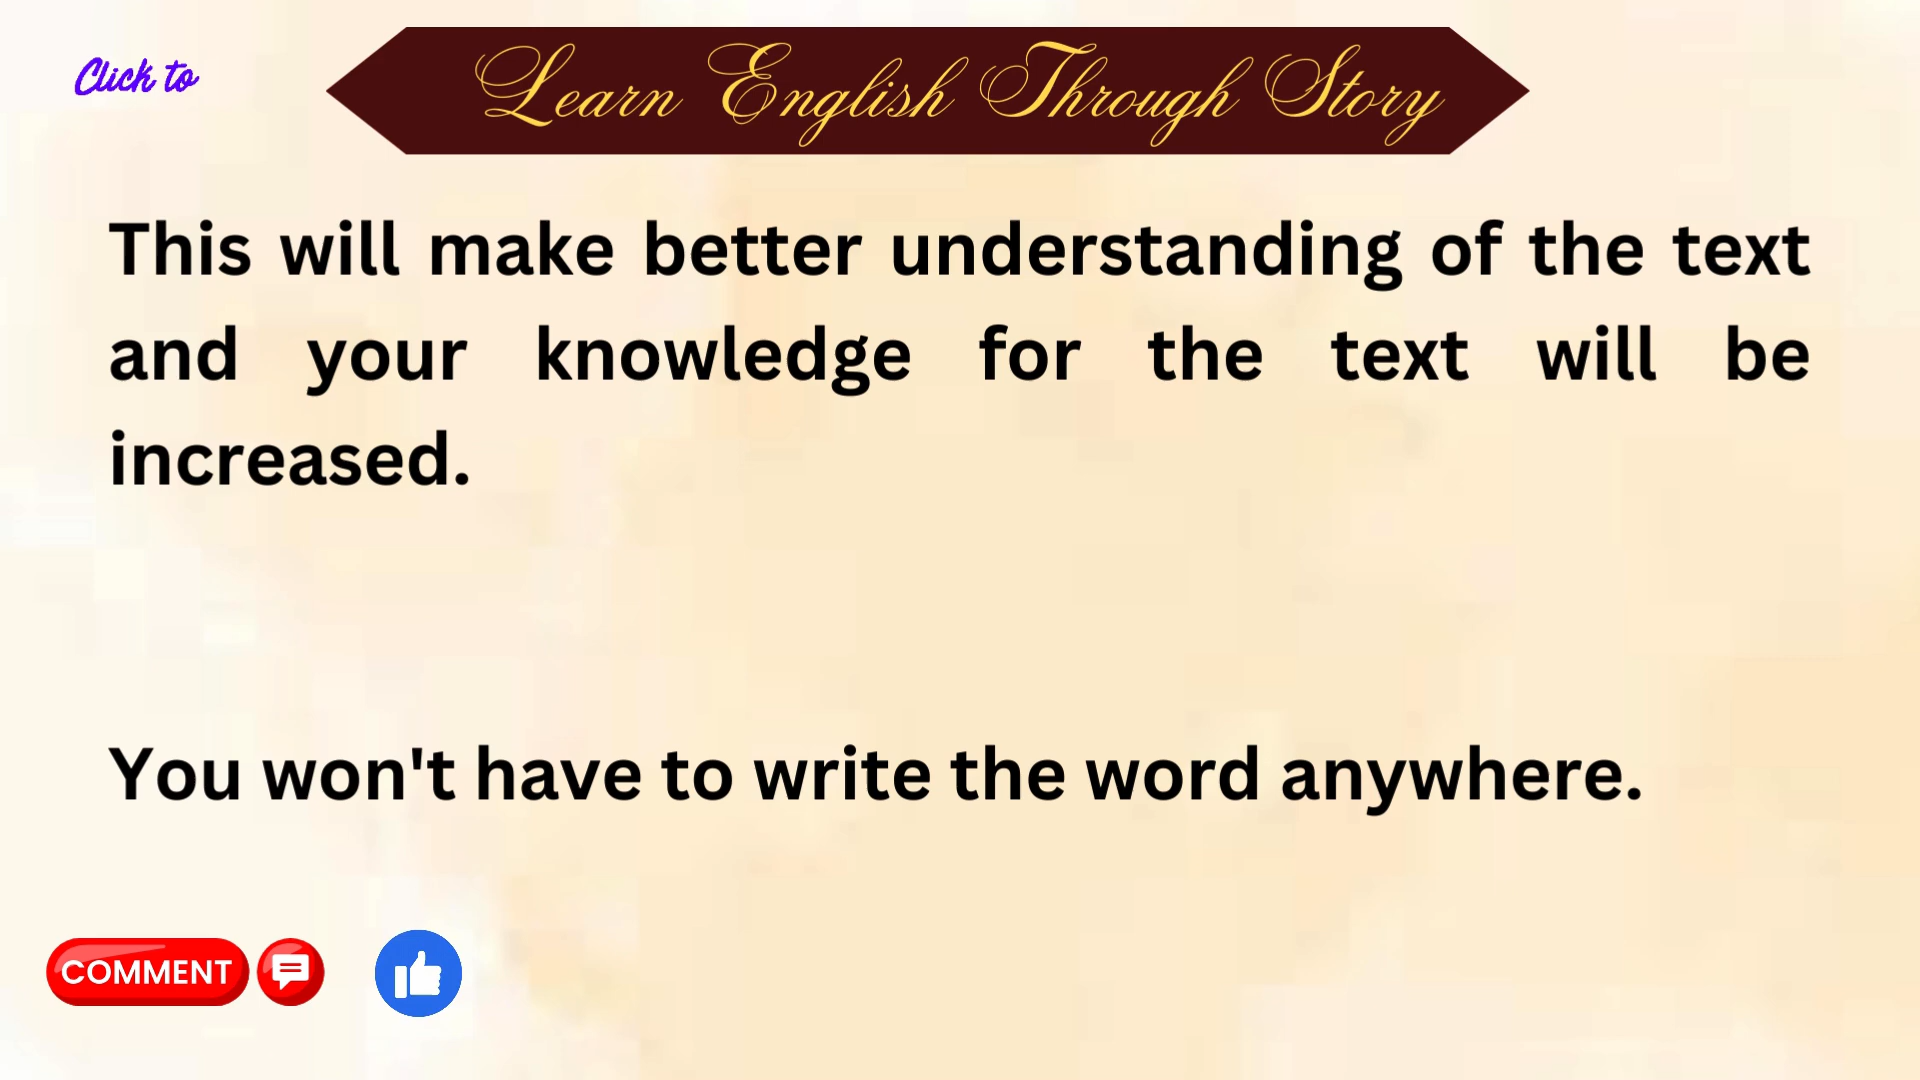 Click to
Learn English Through Story
This will make better understanding of the text
and your knowledge for the text will be
increased.
You won't have to write the word anywhere.
COMMENT